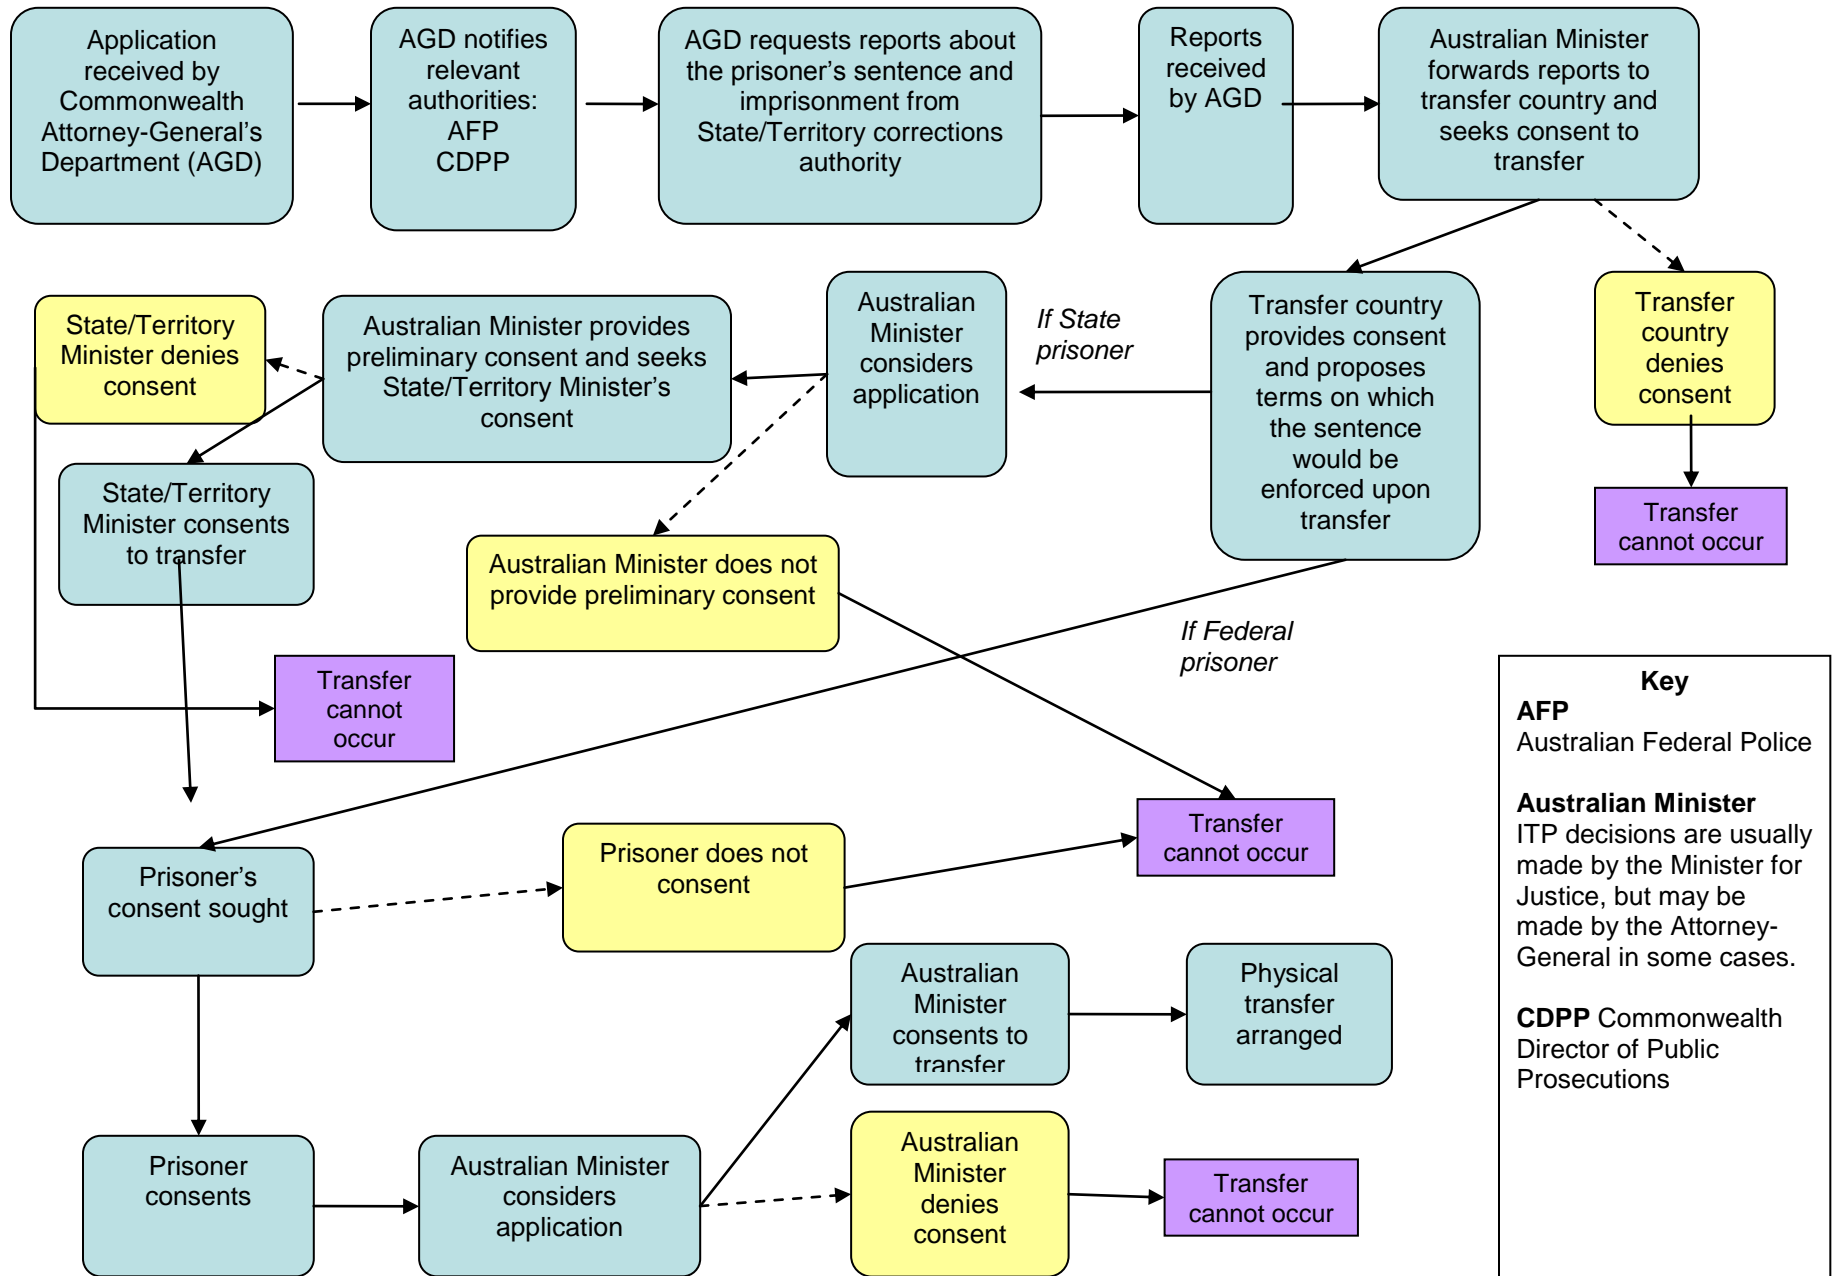 Application
received by
Commonwealth
Attorney-General’s
Department (AGD)
AGD notifies
relevant
authorities:
AFP
CDPP
AGD requests reports about
the prisoner’s sentence and
imprisonment from
State/Territory corrections
authority
Reports
received
by AGD
Australian Minister
forwards reports to
transfer country and
seeks consent to
transfer
State/Territory
Minister denies
consent
Australian Minister provides
preliminary consent and seeks
State/Territory Minister’s
consent
Australian
Minister
considers
application
If State
prisoner
Transfer country
provides consent
and proposes
terms on which
the sentence
would be
enforced upon
transfer
Transfer
country
denies
consent
Transfer
cannot occur
State/Territory
Minister consents
to transfer
Australian Minister does not
provide preliminary consent
If Federal
prisoner
Transfer
cannot
occur
Transfer
cannot occur
Prisoner’s
consent sought
Prisoner does not
consent
Australian
Minister
consents to
transfer
Physical
transfer
arranged
Prisoner
consents
Australian Minister
considers
application
Australian
Minister
denies
consent
Transfer
cannot occur
Key
AFP
Australian Federal Police
Australian Minister
ITP decisions are usually
made by the Minister for
Justice, but may be
made by the Attorney-
General in some cases.
CDPP Commonwealth
Director of Public
Prosecutions